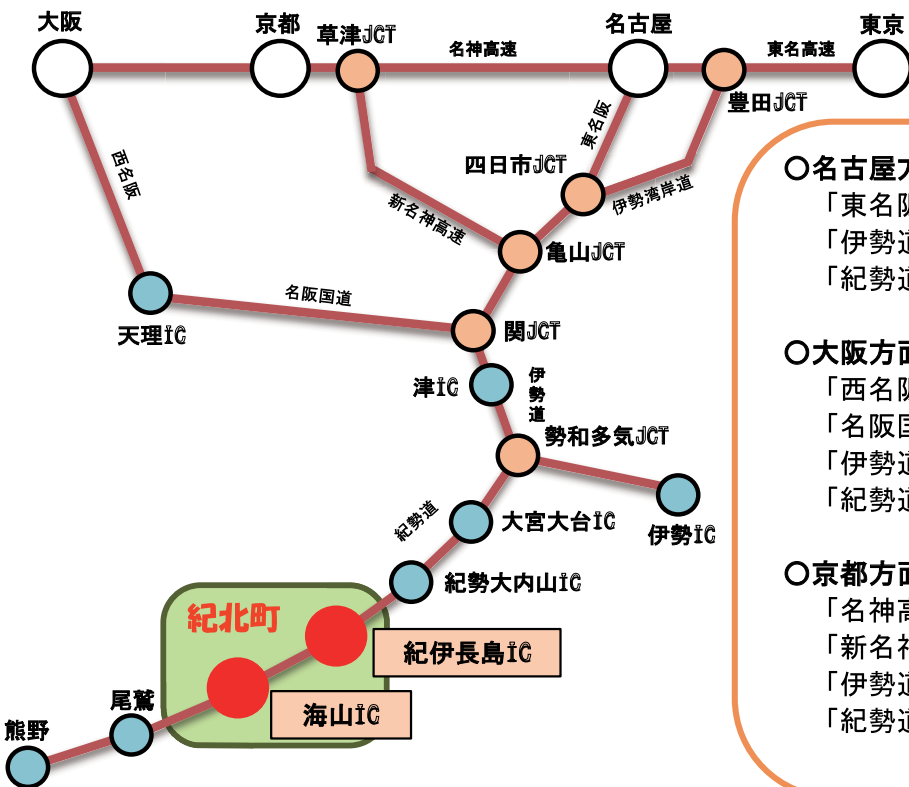 大阪
京都
草津JCT
名神高速
名古屋
東名高速
東京
豊田JCT
東名阪
四日市JCT
伊勢湾岸道
西名阪
新名神高速
亀山JCT
名阪国道
天理IC
関JCT
津IC
伊勢道
勢和多気JCT
伊勢IC
紀勢道
大宮大台IC
紀勢大内山IC
紀北町
紀伊長島IC
海山IC
尾鷲
熊野
○名古屋方
「東名阪
「伊勢道
「紀勢道
○大阪方面
「西名阪
「名阪国
「伊勢道
「紀勢道
○京都方面
「名神高
「新名神
「伊勢道
「紀勢道